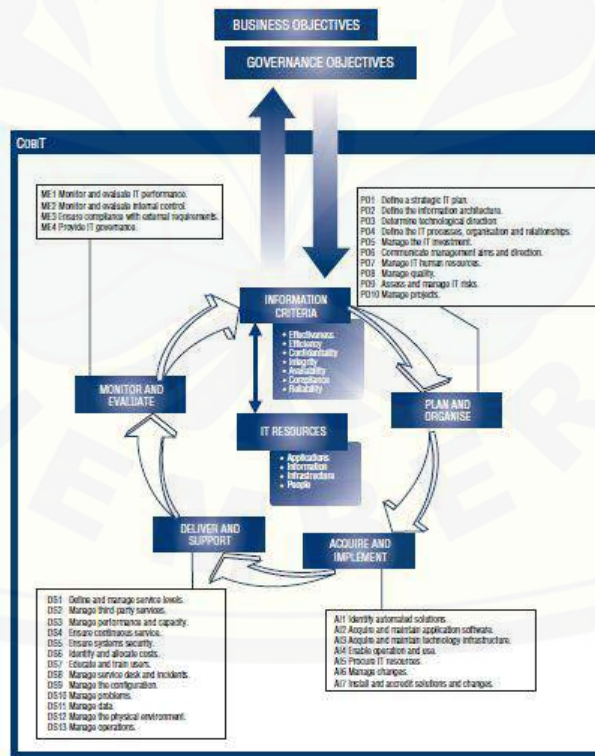 BUSINESS OBJECTIVES
GOVERNANCE OBJECTIVES
COBIT
ME1 Monitor and evaluate IT performance.
ME2 Monitor and evaluate internal control.
ME3 Ensure compliance with external requirements.
ME4 Provide IT governance.
PO1 Define a strategic IT plan.
PO2 Define the information architecture.
PO3 Determine technological direction.
PO4 Define the IT processes, organisation and relationships.
PO5 Manage the IT investment.
PO6 Communicate management aims and direction.
PO7 Manage IT human resources.
PO8 Manage quality.
PO9 Assess and manage IT risks.
PO10 Manage projects.
INFORMATION
CRITERIA
• Effectiveness
• Efficiency
• Confidentiality
• Integrity
• Availability
• Compliance
• Reliability
MONITOR AND
EVALUATE
PLAN AND
ORGANISE
IT RESOURCES
• Applications
• Information
• Infrastructure
• People
DELIVER AND
SUPPORT
ACQUIRE AND
IMPLEMENT
DS1 Define and manage service levels.
DS2 Manage third-party services.
DS3 Manage performance and capacity.
DS4 Ensure continuous service.
DS5 Ensure systems security.
DS6 Identify and allocate costs.
DS7 Educate and train users.
DS8 Manage service desk and incidents.
DS9 Manage the configuration.
DS10 Manage problems.
DS11 Manage data.
DS12 Manage the physical environment.
DS13 Manage operations.
AI1 Identify automated solutions.
AI2 Acquire and maintain application software.
AI3 Acquire and maintain technology infrastructure.
AI4 Enable operation and use.
AI5 Procure IT resources.
AI6 Manage changes.
AI7 Install and accredit solutions and changes.